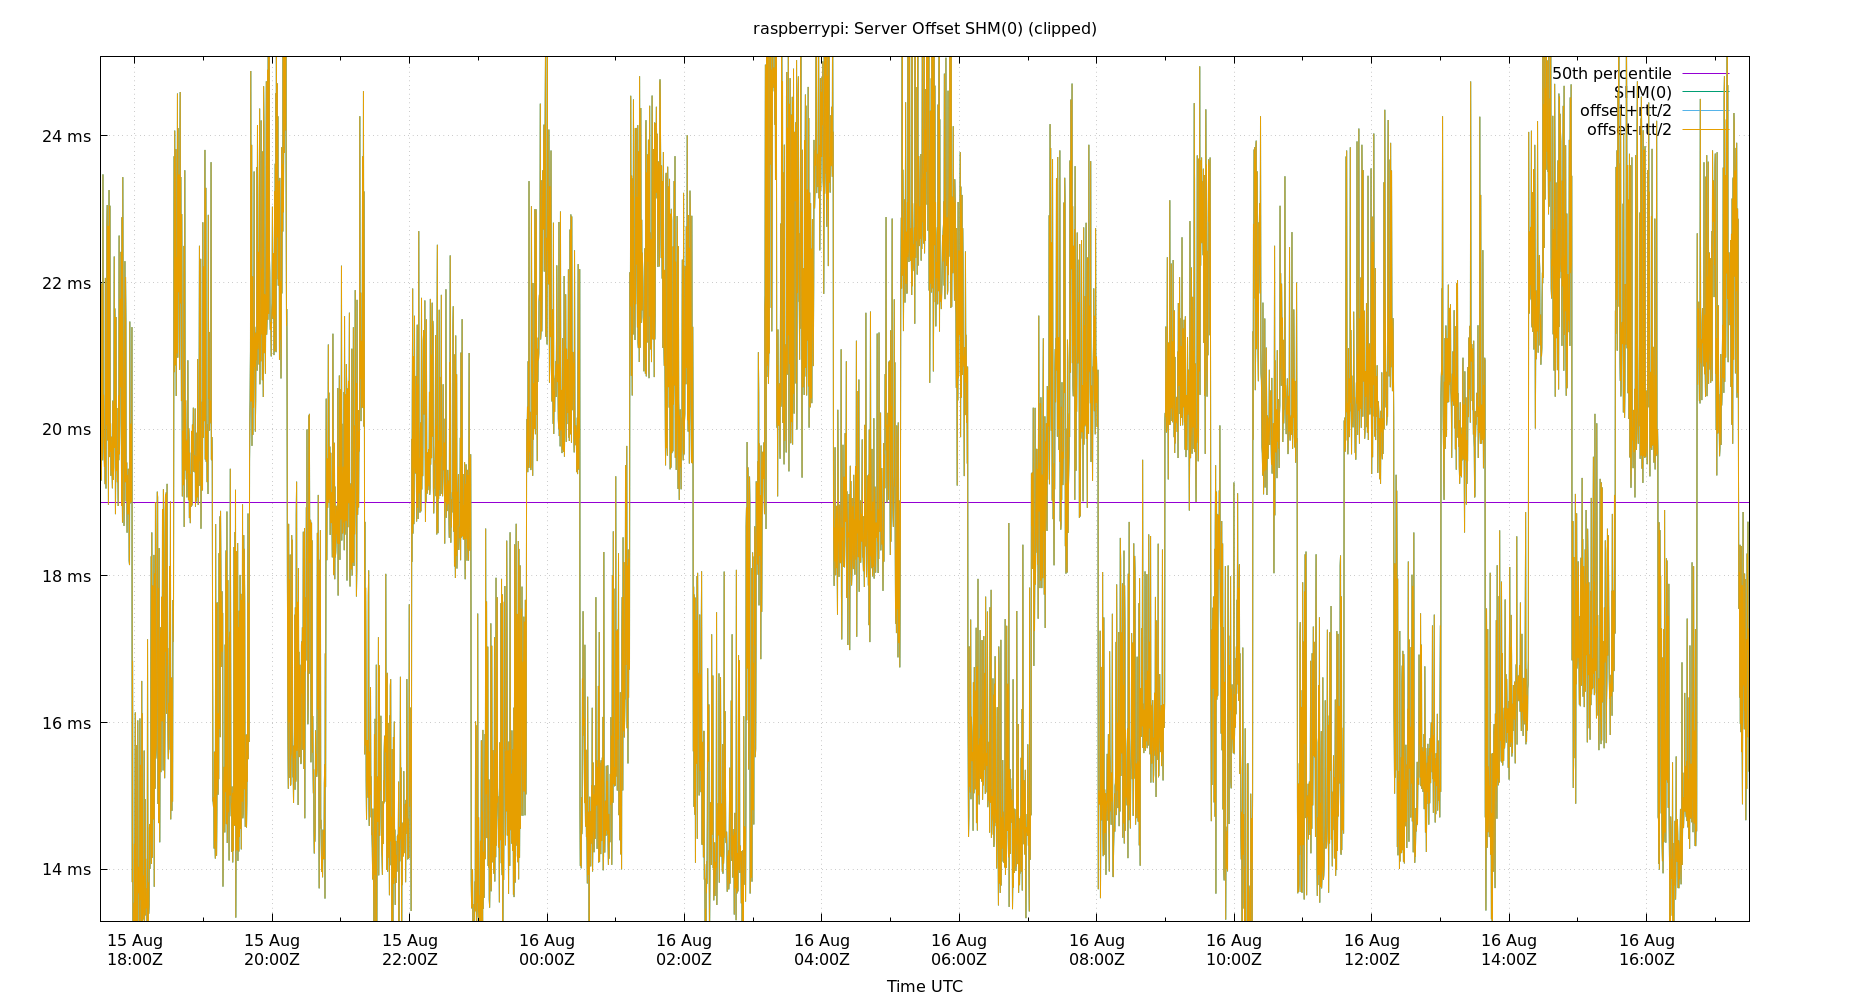 raspberrypi: Server Offset SHM(0) (clipped)
50th percentile
SHM(0)
offset+rtt/2
offset-rtt/2
24 ms
22 ms
20 ms
18 ms
16 ms
14 ms
15 Aug 15 Aug 15 Aug 16 Aug 16 Aug 16 Aug 16 Aug 16 Aug 16 Aug 16 Aug 16 Aug 16 Aug
18:00Z 20:00Z 22:00Z 00:00Z 02:00Z 04:00Z 06:00Z 08:00Z 10:00Z 12:00Z 14:00Z 16:00Z
Time UTC